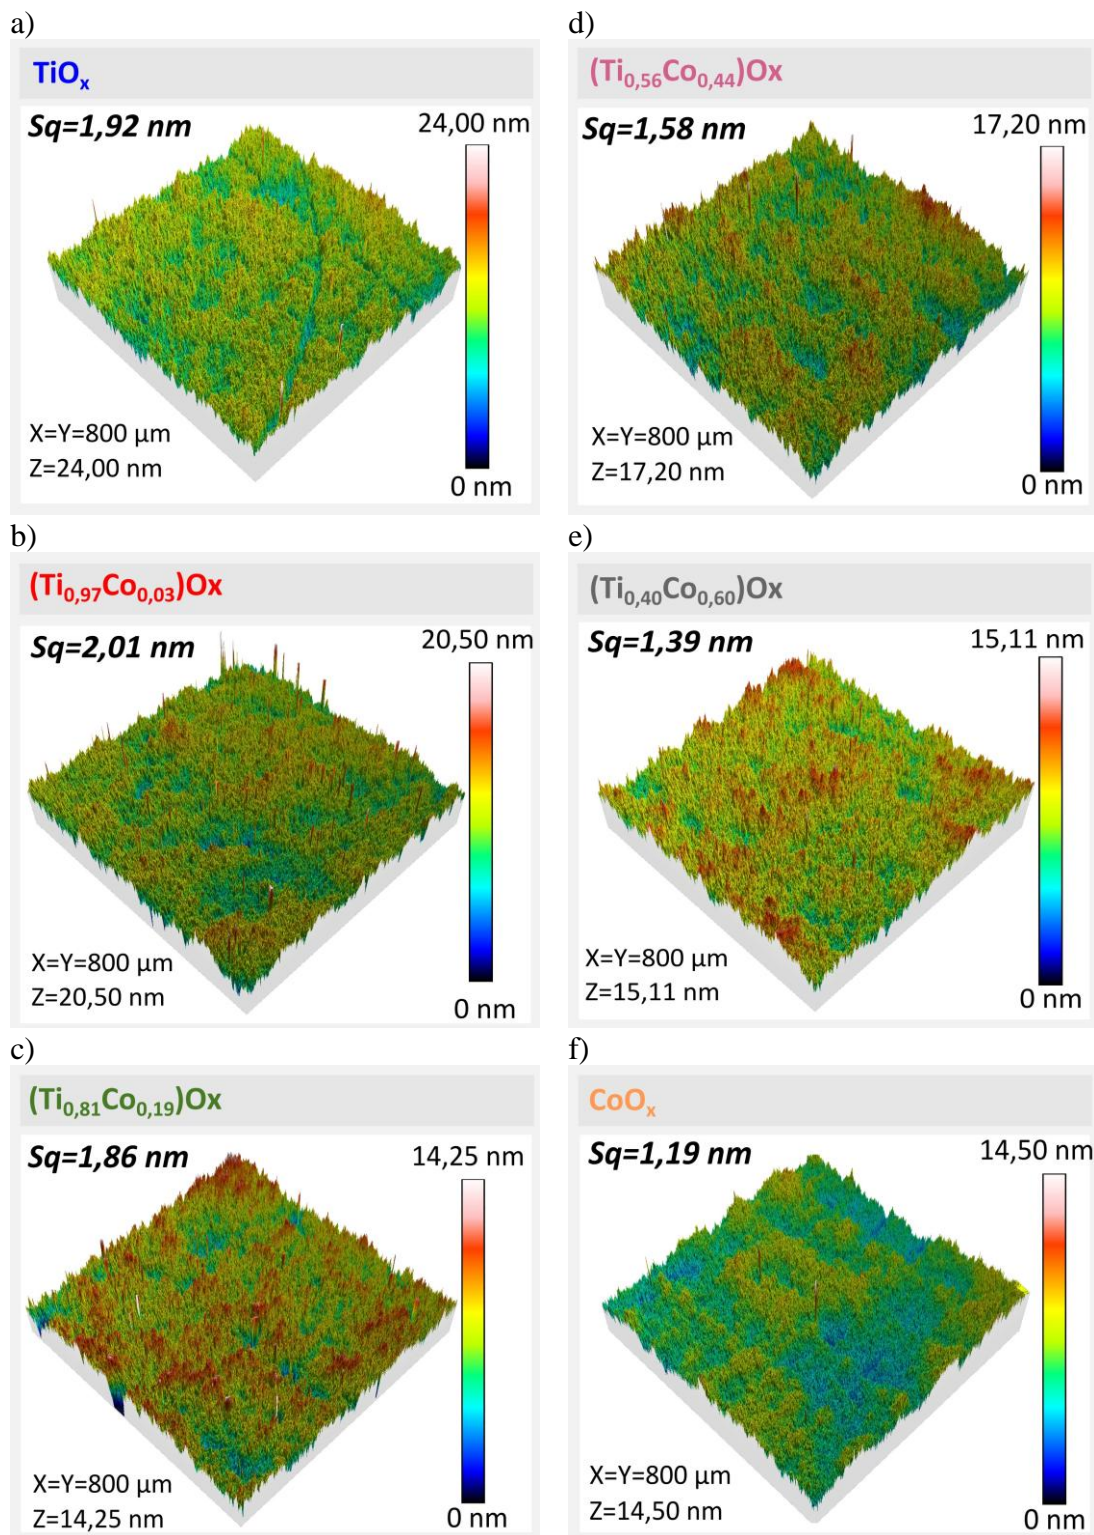 a)
TiOₓ
Sq=1,92 nm
24,00 nm
X=Y=800 µm
Z=24,00 nm
0 nm
b)
(Ti₀,₉₇Co₀,₀₃)Ox
Sq=2,01 nm
20,50 nm
X=Y=800 µm
Z=20,50 nm
0 nm
c)
(Ti₀,₈₁Co₀,₁₉)Ox
Sq=1,86 nm
14,25 nm
X=Y=800 µm
Z=14,25 nm
0 nm
d)
(Ti₀,₅₆Co₀,₄₄)Ox
Sq=1,58 nm
17,20 nm
X=Y=800 µm
Z=17,20 nm
0 nm
e)
(Ti₀,₄₀Co₀,₆₀)Ox
Sq=1,39 nm
15,11 nm
X=Y=800 µm
Z=15,11 nm
0 nm
f)
CoOₓ
Sq=1,19 nm
14,50 nm
X=Y=800 µm
Z=14,50 nm
0 nm